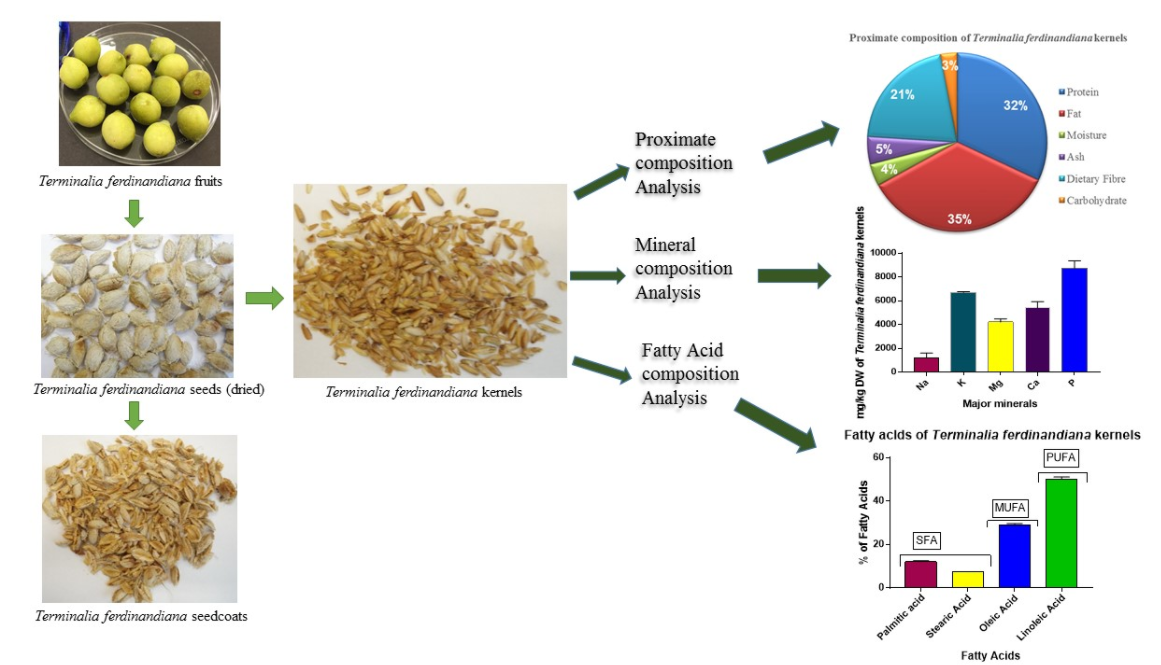 Terminalia ferdinandiana fruits
Terminalia ferdinandiana seeds (dried)
Terminalia ferdinandiana seedcoats
Terminalia ferdinandiana kernels
Proximate
composition
Analysis
Mineral
composition
Analysis
Fatty Acid
composition
Analysis
Proximate composition of Terminalia ferdinandiana kernels
3%
32%
21%
5%
4%
35%
Protein
Fat
Moisture
Ash
Dietary Fibre
Carbohydrate
mg/kg DW of Terminalia ferdinandiana kernels
10000
8000
6000
4000
2000
0
Na
K
Mg
Ca
P
Major minerals
Fatty acids of Terminalia ferdinandiana kernels
% of Fatty Acids
60
40
20
0
SFA
MUFA
PUFA
Palmitic acid
Stearic Acid
Oleic Acid
Linoleic Acid
Fatty Acids